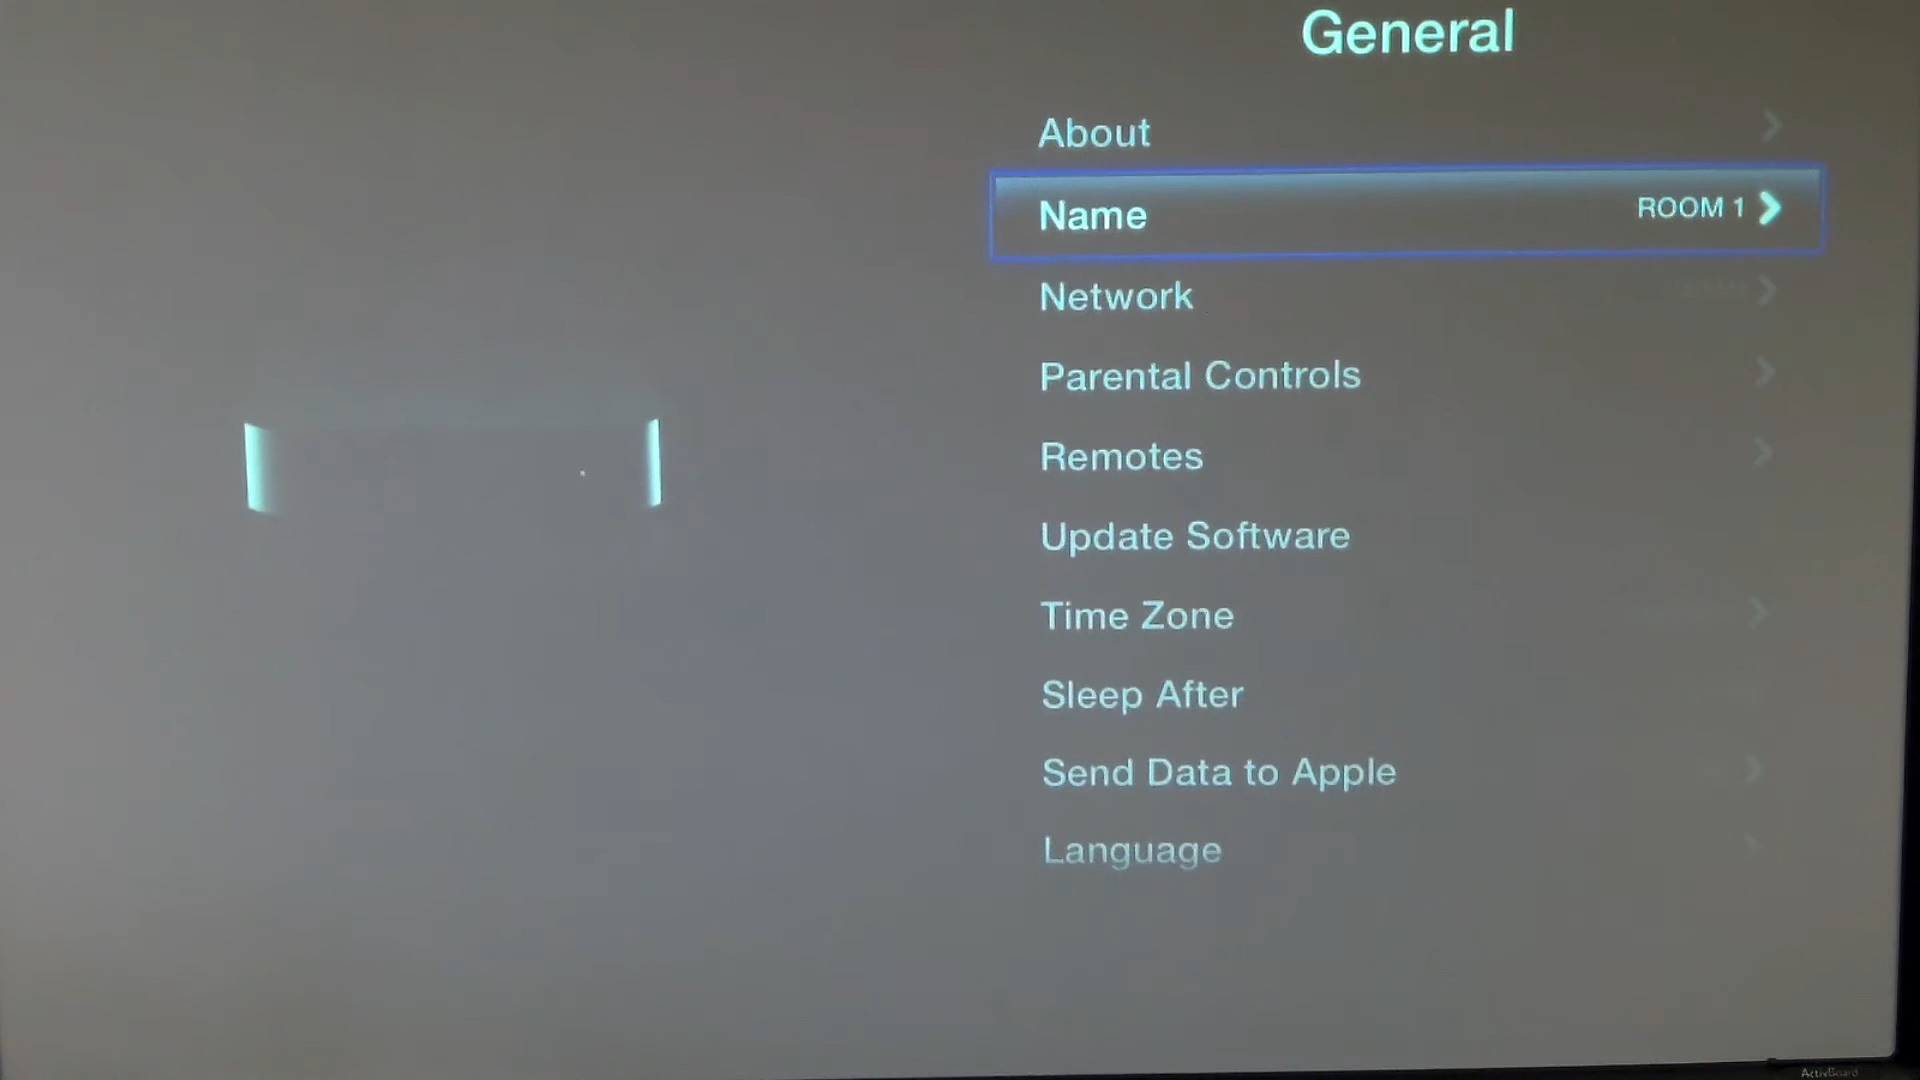 General
About
Name ROOM 1
Network
Parental Controls
Remotes
Update Software
Time Zone
Sleep After
Send Data to Apple
Language
ActivBoard